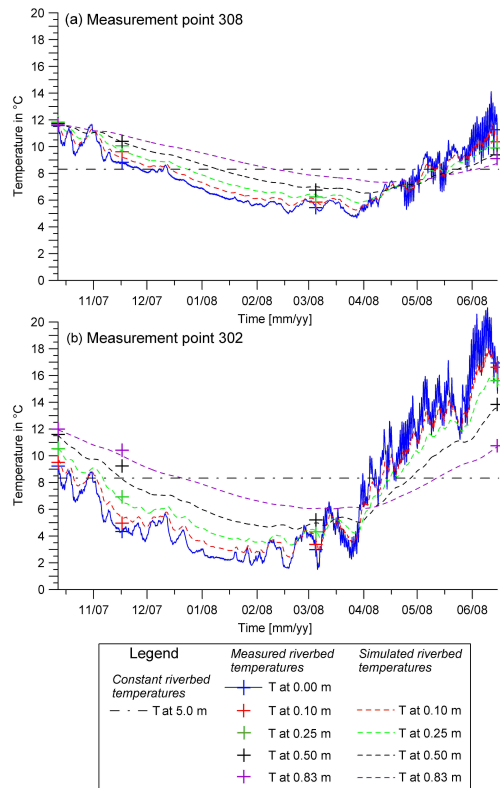 (a) Measurement point 308
Temperature in °C
20
18
16
14
12
10
8
6
4
2
0
11/07 12/07 01/08 02/08 03/08 04/08 05/08 06/08
Time [mm/yy]
(b) Measurement point 302
Temperature in °C
20
18
16
14
12
10
8
6
4
2
0
11/07 12/07 01/08 02/08 03/08 04/08 05/08 06/08
Time [mm/yy]
Legend
Constant riverbed
temperatures
T at 5.0 m
Measured riverbed
temperatures
T at 0.00 m
T at 0.10 m
T at 0.25 m
T at 0.50 m
T at 0.83 m
Simulated riverbed
temperatures
T at 0.10 m
T at 0.25 m
T at 0.50 m
T at 0.83 m